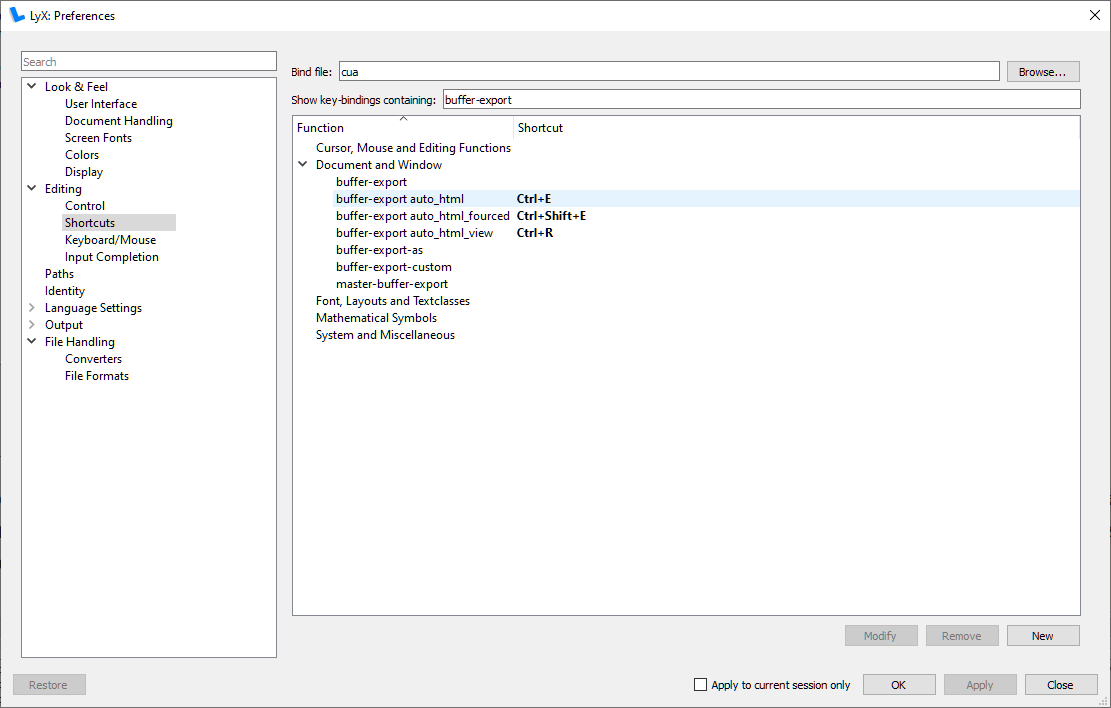 LyX: Preferences
Search
Look & Feel
User Interface
Document Handling
Screen Fonts
Colors
Display
Editing
Control
Shortcuts
Keyboard/Mouse
Input Completion
Paths
Identity
Language Settings
Output
File Handling
Converters
File Formats
Bind file: cua Browse...
Show key-bindings containing: buffer-export
Function Shortcut
Cursor, Mouse and Editing Functions
Document and Window
buffer-export
buffer-export auto_html Ctrl+E
buffer-export auto_html_fourced Ctrl+Shift+E
buffer-export auto_html_view Ctrl+R
buffer-export-as
buffer-export-custom
master-buffer-export
Font, Layouts and Textclasses
Mathematical Symbols
System and Miscellaneous
Modify Remove New
Restore Apply to current session only OK Apply Close